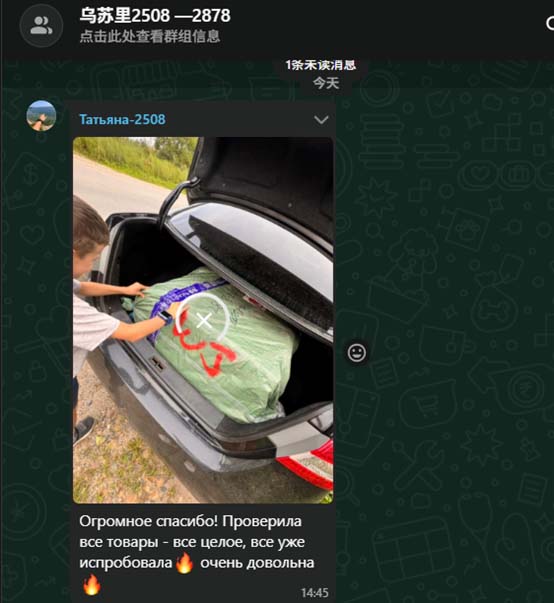 乌苏里2508 —2878
点击此处查看群组信息
1条未读消息
今天
Татьяна-2508
Огромное спасибо! Проверила
все товары - все целое, все уже
испробовала🔥 очень довольна
🔥
14:45